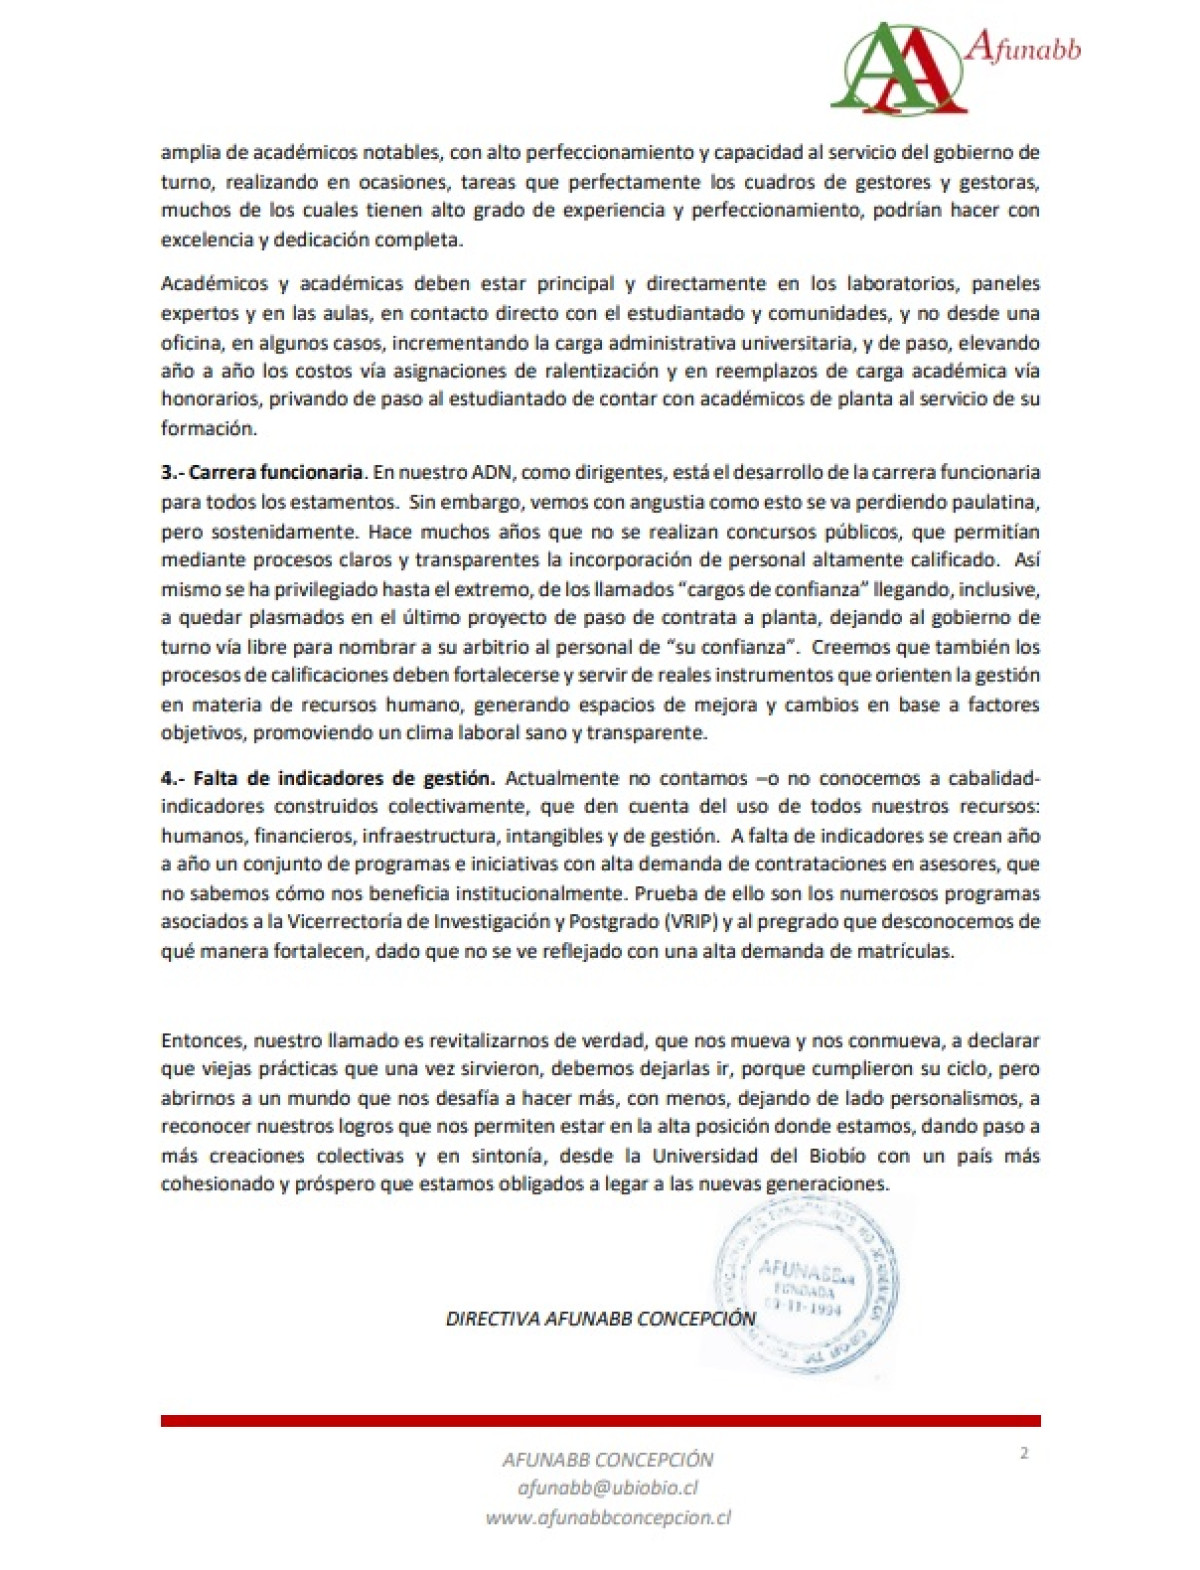 Afunabb
amplia de académicos notables, con alto perfeccionamiento y capacidad al servicio del gobierno de
turno, realizando en ocasiones, tareas que perfectamente los cuadros de gestores y gestoras,
muchos de los cuales tienen alto grado de experiencia y perfeccionamiento, podrían hacer con
excelencia y dedicación completa.
Académicos y académicas deben estar principal y directamente en los laboratorios, paneles
expertos y en las aulas, en contacto directo con el estudiantado y comunidades, y no desde una
oficina, en algunos casos, incrementando la carga administrativa universitaria, y de paso, elevando
año a año los costos vía asignaciones de ralentización y en reemplazos de carga académica vía
honorarios, privando de paso al estudiantado de contar con académicos de planta al servicio de su
formación.
3.- Carrera funcionaria. En nuestro ADN, como dirigentes, está el desarrollo de la carrera funcionaria
para todos los estamentos. Sin embargo, vemos con angustia como esto se va perdiendo paulatina,
pero sostenidamente. Hace muchos años que no se realizan concursos públicos, que permitían
mediante procesos claros y transparentes la incorporación de personal altamente calificado. Así
mismo se ha privilegiado hasta el extremo, de los llamados “cargos de confianza” llegando, inclusive,
a quedar plasmados en el último proyecto de paso de contrata a planta, dejando al gobierno de
turno vía libre para nombrar a su arbitrio al personal de “su confianza”. Creemos que también los
procesos de calificaciones deben fortalecerse y servir de reales instrumentos que orienten la gestión
en materia de recursos humano, generando espacios de mejora y cambios en base a factores
objetivos, promoviendo un clima laboral sano y transparente.
4.- Falta de indicadores de gestión. Actualmente no contamos –o no conocemos a cabalidad-
indicadores construidos colectivamente, que den cuenta del uso de todos nuestros recursos:
humanos, financieros, infraestructura, intangibles y de gestión. A falta de indicadores se crean año
a año un conjunto de programas e iniciativas con alta demanda de contrataciones en asesores, que
no sabemos cómo nos beneficia institucionalmente. Prueba de ello son los numerosos programas
asociados a la Vicerrectoría de Investigación y Postgrado (VRIP) y al pregrado que desconocemos de
qué manera fortalecen, dado que no se ve reflejado con una alta demanda de matrículas.
Entonces, nuestro llamado es revitalizarnos de verdad, que nos mueva y nos conmueva, a declarar
que viejas prácticas que una vez sirvieron, debemos dejarlas ir, porque cumplieron su ciclo, pero
abrirnos a un mundo que nos desafía a hacer más, con menos, dejando de lado personalismos, a
reconocer nuestros logros que nos permiten estar en la alta posición donde estamos, dando paso a
más creaciones colectivas y en sintonía, desde la Universidad del Biobío con un país más
cohesionado y próspero que estamos obligados a legar a las nuevas generaciones.
AFUNABB
FUNDADA
11-1994
DIRECTIVA AFUNABB CONCEPCIÓN
AFUNABB CONCEPCIÓN
2
afunabb@ubiobio.cl
www.afunabbconcepcion.cl